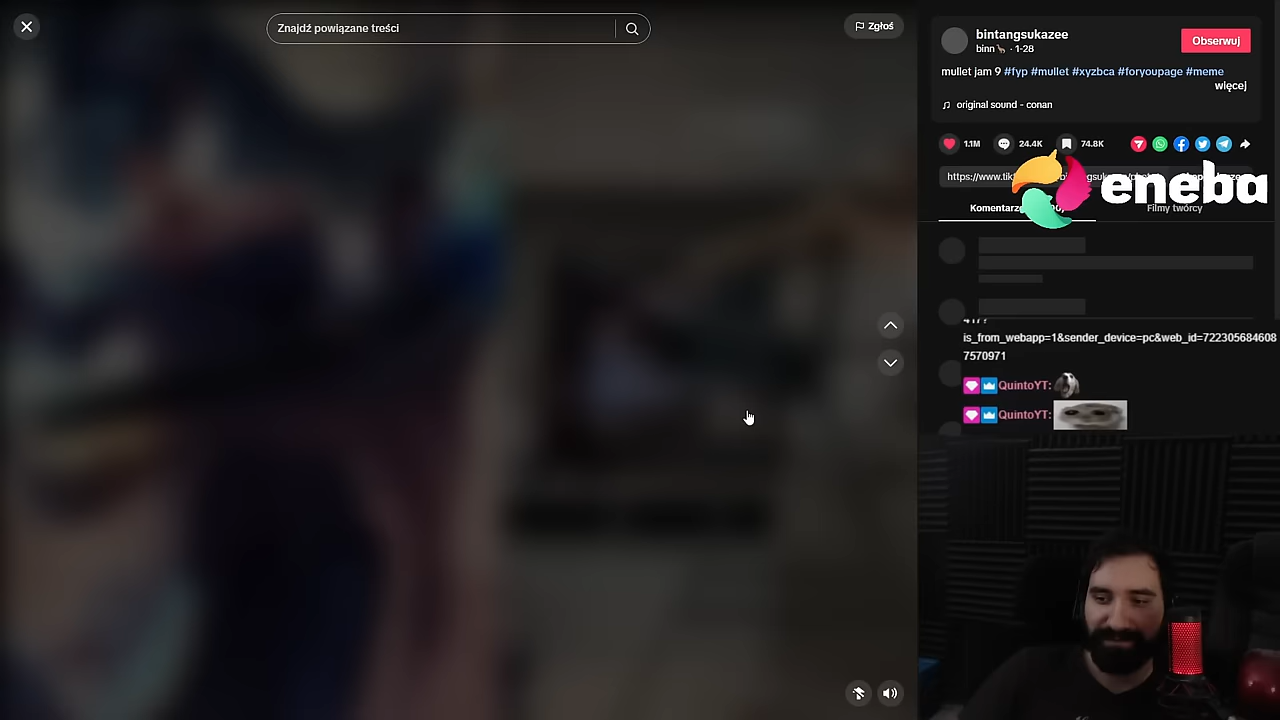 Znajdź powiązane treści
Zgłoś
bintangsukazee
binn · 1-28
Obserwuj
mullet jam 9 #fyp #mullet #xyzbca #foryoupage #meme
więcej
original sound - conan
1.1M
24.4K
74.8K
https://www.tik
eneba
Filmy twórcy
is_from_webapp=1&sender_device=pc&web_id=722305684608
7570971
QuintoYT:
QuintoYT: